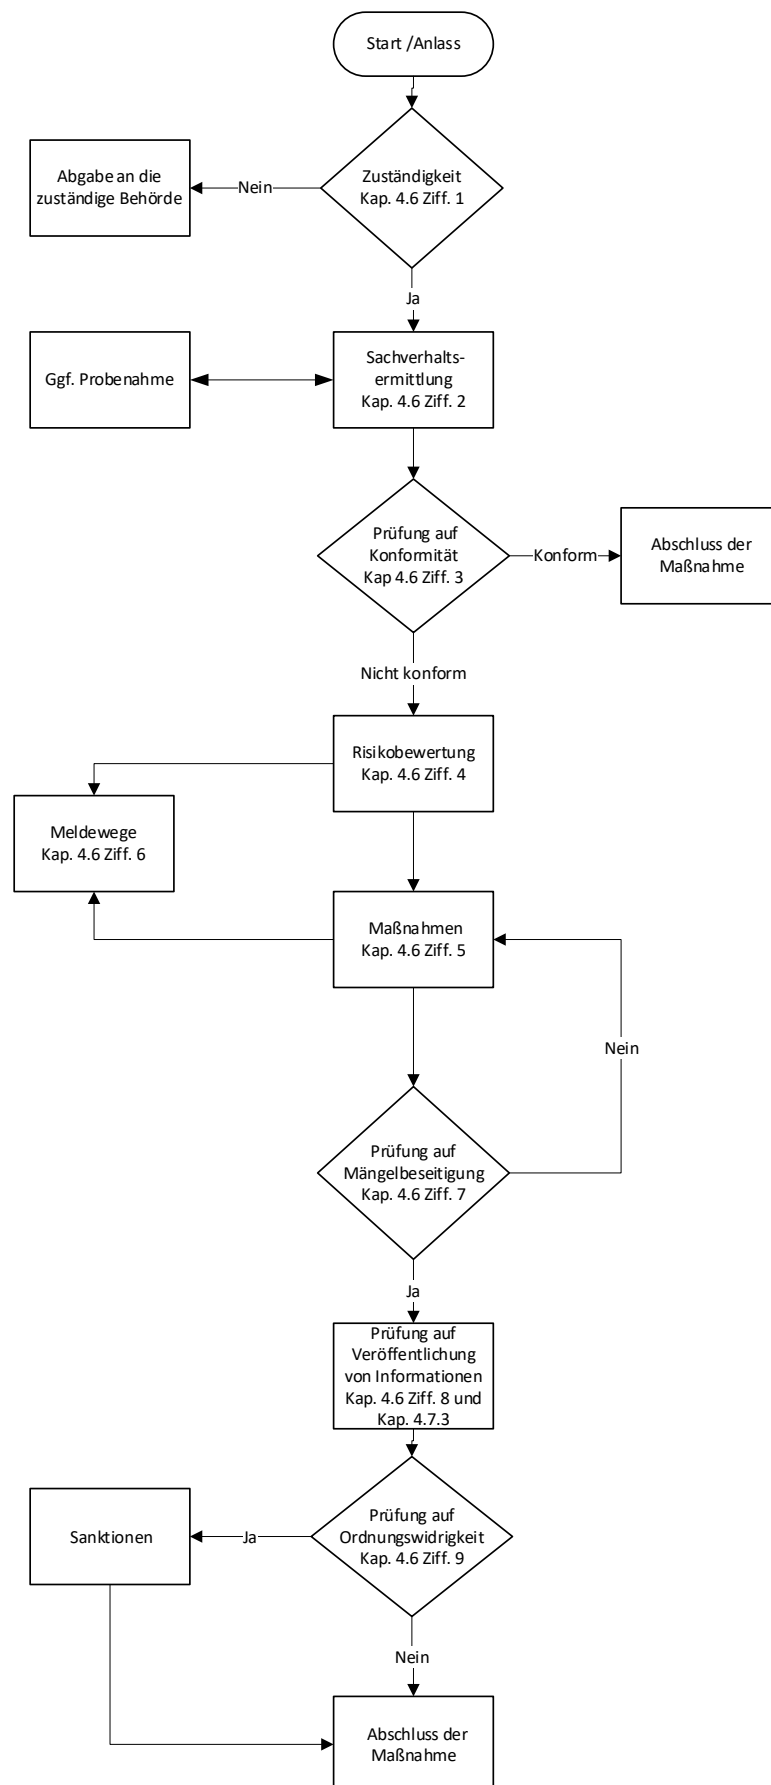 Start /Anlass
Zuständigkeit
Kap. 4.6 Ziff. 1
Nein
Abgabe an die
zuständige Behörde
Ja
Sachverhalts-
ermittlung
Kap. 4.6 Ziff. 2
Ggf. Probenahme
Prüfung auf
Konformität
Kap 4.6 Ziff. 3
Konform
Abschluss der
Maßnahme
Nicht konform
Risikobewertung
Kap. 4.6 Ziff. 4
Meldewege
Kap. 4.6 Ziff. 6
Maßnahmen
Kap. 4.6 Ziff. 5
Nein
Prüfung auf
Mängelbeseitigung
Kap. 4.6 Ziff. 7
Ja
Prüfung auf
Veröffentlichung
von Informationen
Kap. 4.6 Ziff. 8 und
Kap. 4.7.3
Prüfung auf
Ordnungswidrigkeit
Kap. 4.6 Ziff. 9
Ja
Sanktionen
Nein
Abschluss der
Maßnahme